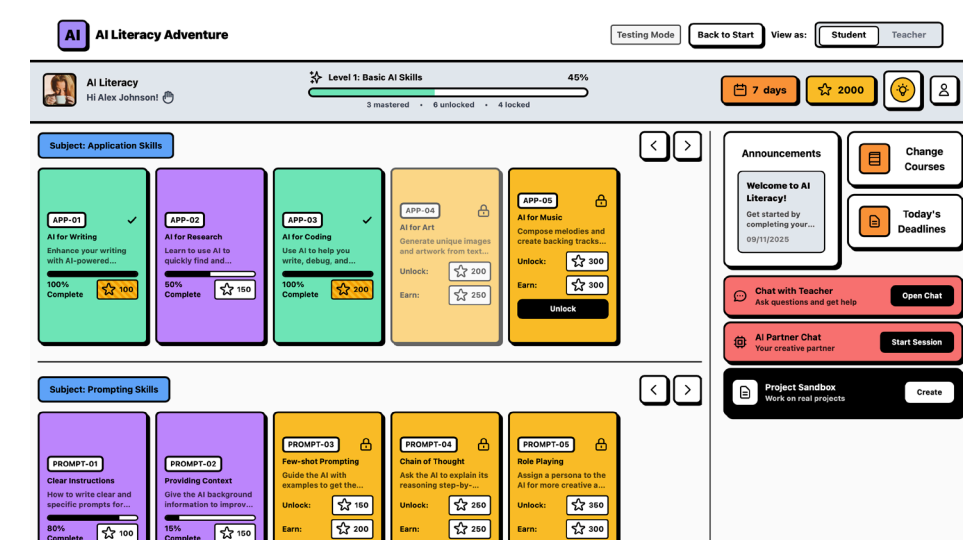 AI
AI Literacy Adventure
Testing Mode
Back to Start
View as:
Student
Teacher
AI Literacy
Hi Alex Johnson!
Level 1: Basic AI Skills
45%
3 mastered • 6 unlocked • 4 locked
7 days
2000
Subject: Application Skills
APP-01
AI for Writing
Enhance your writing
with AI-powered...
100%
Complete
100
APP-02
AI for Research
Learn to use AI to
quickly find and...
50%
Complete
150
APP-03
AI for Coding
Use AI to help you
write, debug, and...
100%
Complete
200
APP-04
AI for Art
Generate unique images
and artwork from text...
Unlock:
200
Earn:
250
APP-05
AI for Music
Compose melodies and
create backing tracks...
Unlock:
300
Earn:
300
Unlock
Announcements
Welcome to AI
Literacy!
Get started by
completing your...
09/11/2025
Change
Courses
Today's
Deadlines
Chat with Teacher
Ask questions and get help
Open Chat
AI Partner Chat
Your creative partner
Start Session
Project Sandbox
Work on real projects
Create
Subject: Prompting Skills
PROMPT-01
Clear Instructions
How to write clear and
specific prompts for...
80%
Complete
100
PROMPT-02
Providing Context
Give the AI background
information to improv...
15%
Complete
150
PROMPT-03
Few-shot Prompting
Guide the AI with
examples to get the...
Unlock:
150
Earn:
200
PROMPT-04
Chain of Thought
Ask the AI to explain its
reasoning step-by-...
Unlock:
250
Earn:
250
PROMPT-05
Role Playing
Assign a persona to the
AI for more creative a...
Unlock:
350
Earn:
300